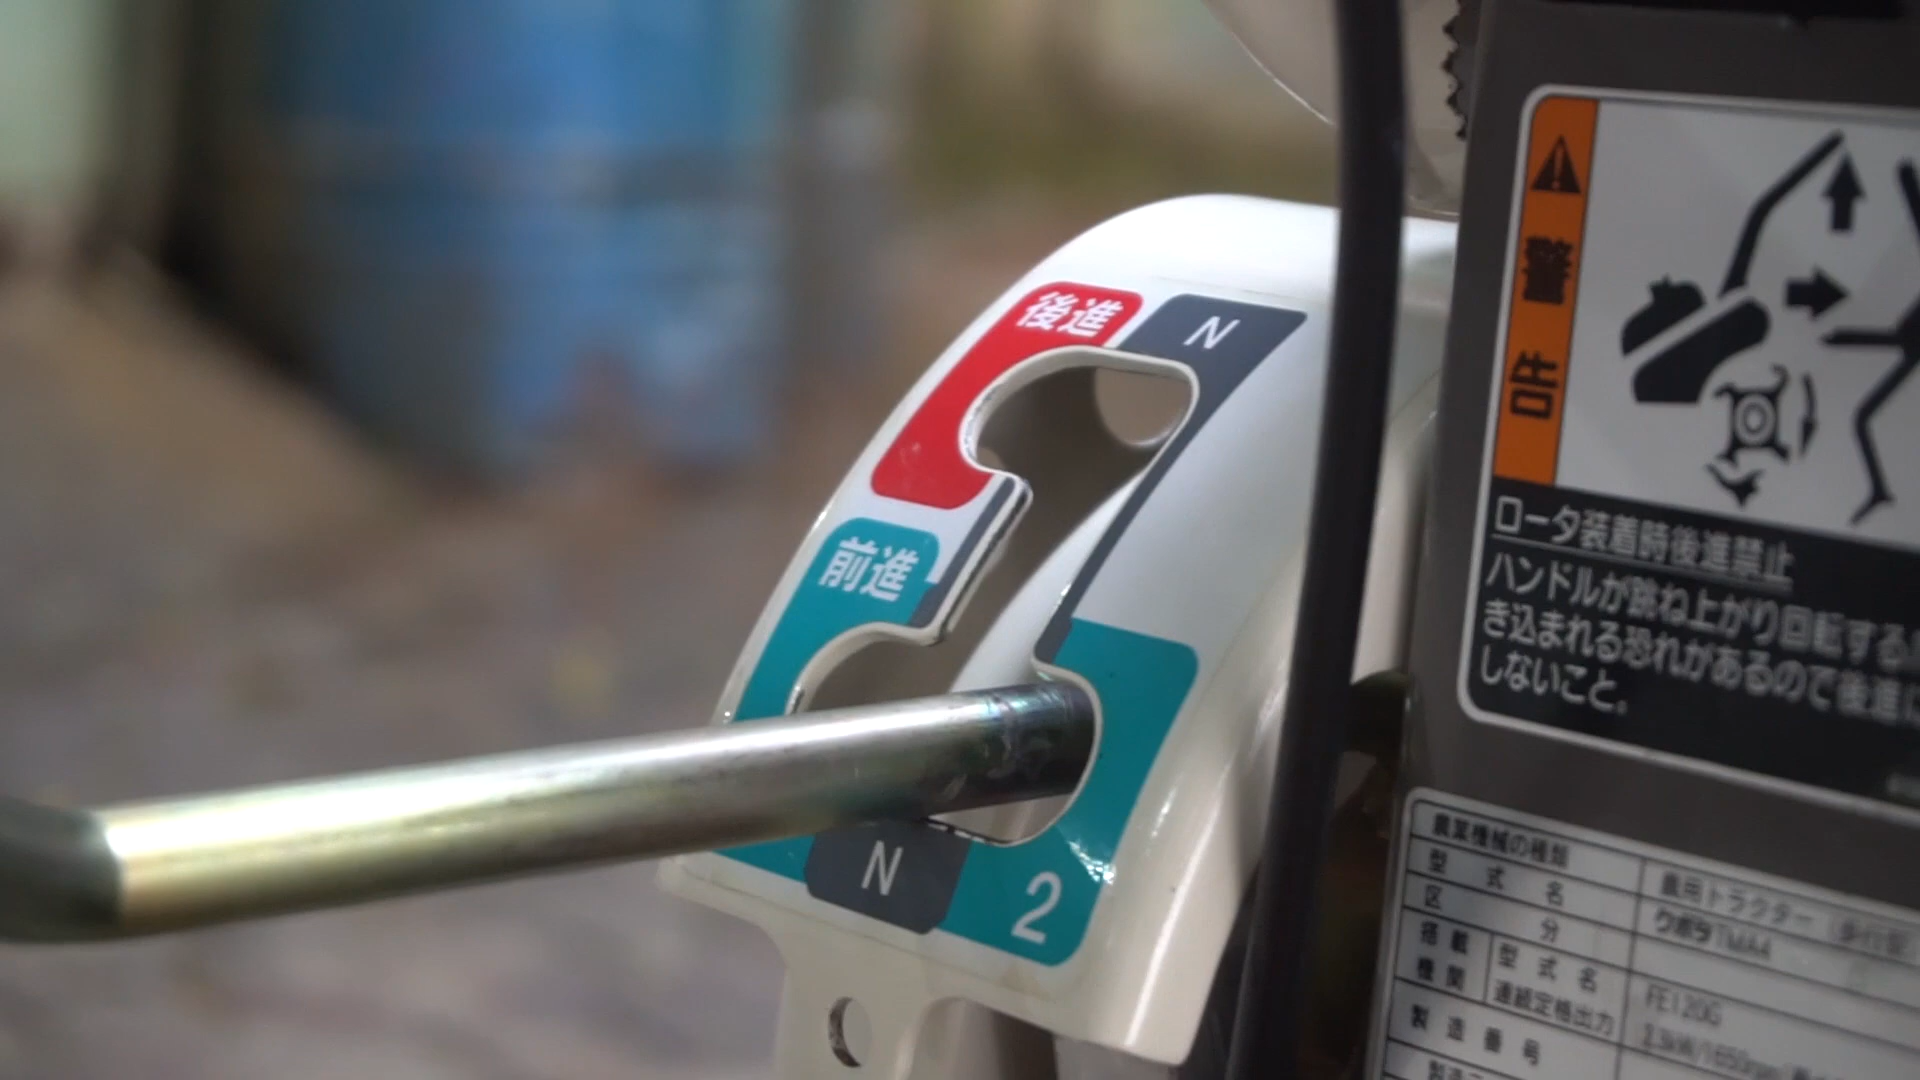 後進
N
前進
N
2
警告
ロータ装着時後進禁止
ハンドルが跳ね上がり回転する
き込まれる恐れがあるので後進に
しないこと。
農業機械の種類
農用トラクター
型式名
クボタTMA4
区分
搭載機関
型式名
FE120G
連続定格出力
製造番号